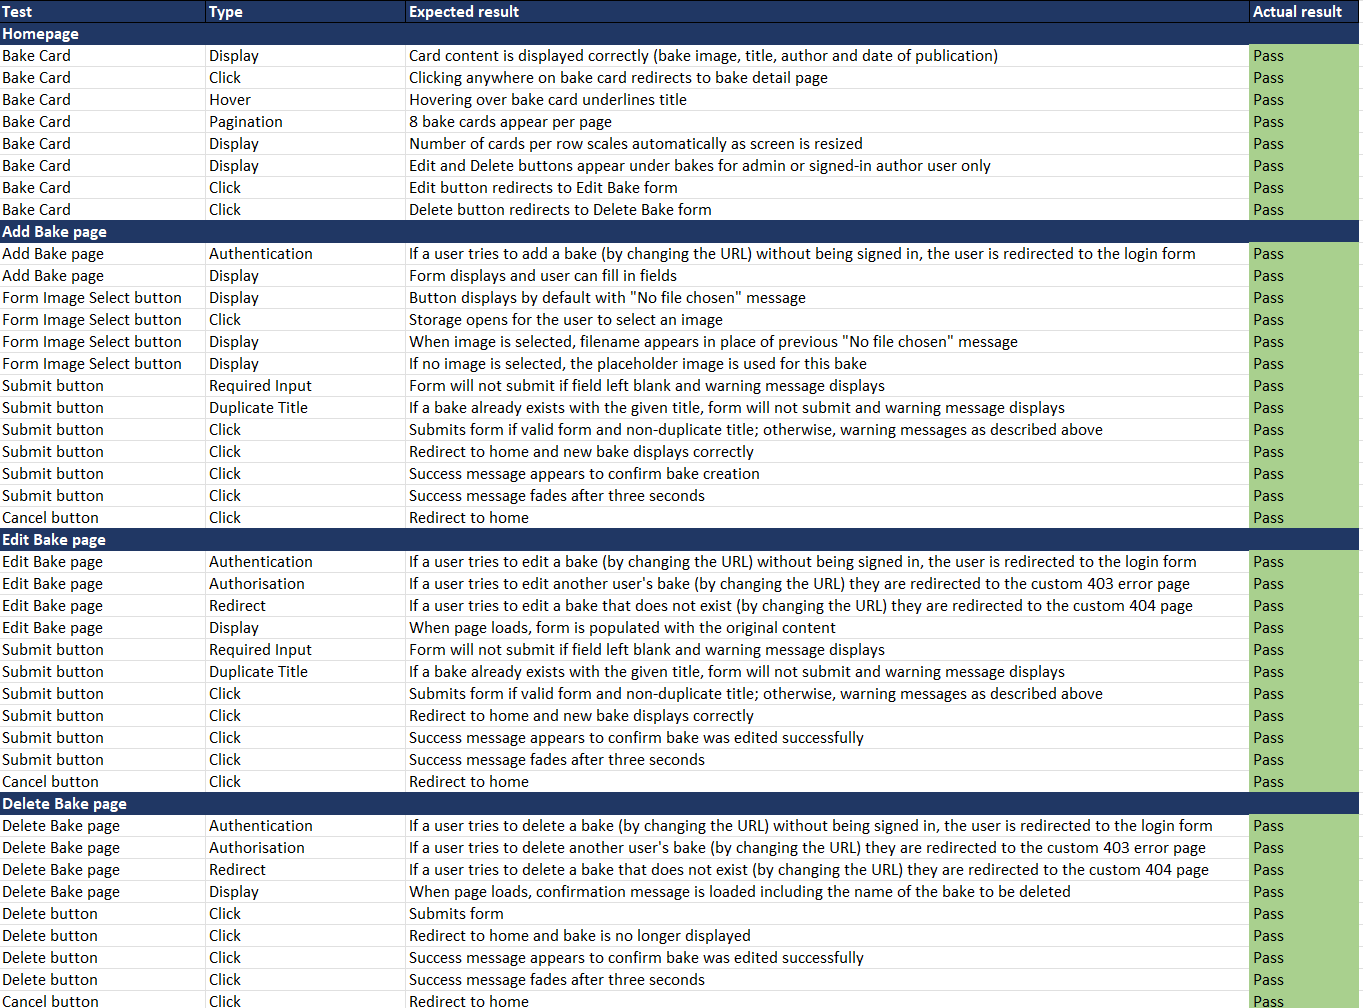 Test Type Expected result Actual result
Homepage
Bake Card Display Card content is displayed correctly (bake image, title, author and date of publication) Pass
Bake Card Click Clicking anywhere on bake card redirects to bake detail page Pass
Bake Card Hover Hovering over bake card underlines title Pass
Bake Card Pagination 8 bake cards appear per page Pass
Bake Card Display Number of cards per row scales automatically as screen is resized Pass
Bake Card Display Edit and Delete buttons appear under bakes for admin or signed-in author user only Pass
Bake Card Click Edit button redirects to Edit Bake form Pass
Bake Card Click Delete button redirects to Delete Bake form Pass
Add Bake page
Add Bake page Authentication If a user tries to add a bake (by changing the URL) without being signed in, the user is redirected to the login form Pass
Add Bake page Display Form displays and user can fill in fields Pass
Form Image Select button Display Button displays by default with "No file chosen" message Pass
Form Image Select button Click Storage opens for the user to select an image Pass
Form Image Select button Display When image is selected, filename appears in place of previous "No file chosen" message Pass
Form Image Select button Display If no image is selected, the placeholder image is used for this bake Pass
Submit button Required Input Form will not submit if field left blank and warning message displays Pass
Submit button Duplicate Title If a bake already exists with the given title, form will not submit and warning message displays Pass
Submit button Click Submits form if valid form and non-duplicate title; otherwise, warning messages as described above Pass
Submit button Click Redirect to home and new bake displays correctly Pass
Submit button Click Success message appears to confirm bake creation Pass
Submit button Click Success message fades after three seconds Pass
Cancel button Click Redirect to home Pass
Edit Bake page
Edit Bake page Authentication If a user tries to edit a bake (by changing the URL) without being signed in, the user is redirected to the login form Pass
Edit Bake page Authorisation If a user tries to edit another user's bake (by changing the URL) they are redirected to the custom 403 error page Pass
Edit Bake page Redirect If a user tries to edit a bake that does not exist (by changing the URL) they are redirected to the custom 404 page Pass
Edit Bake page Display When page loads, form is populated with the original content Pass
Submit button Required Input Form will not submit if field left blank and warning message displays Pass
Submit button Duplicate Title If a bake already exists with the given title, form will not submit and warning message displays Pass
Submit button Click Submits form if valid form and non-duplicate title; otherwise, warning messages as described above Pass
Submit button Click Redirect to home and new bake displays correctly Pass
Submit button Click Success message appears to confirm bake was edited successfully Pass
Submit button Click Success message fades after three seconds Pass
Cancel button Click Redirect to home Pass
Delete Bake page
Delete Bake page Authentication If a user tries to delete a bake (by changing the URL) without being signed in, the user is redirected to the login form Pass
Delete Bake page Authorisation If a user tries to delete another user's bake (by changing the URL) they are redirected to the custom 403 error page Pass
Delete Bake page Redirect If a user tries to delete a bake that does not exist (by changing the URL) they are redirected to the custom 404 page Pass
Delete Bake page Display When page loads, confirmation message is loaded including the name of the bake to be deleted Pass
Delete button Click Submits form Pass
Delete button Click Redirect to home and bake is no longer displayed Pass
Delete button Click Success message appears to confirm bake was edited successfully Pass
Delete button Click Success message fades after three seconds Pass
Cancel button Click Redirect to home Pass